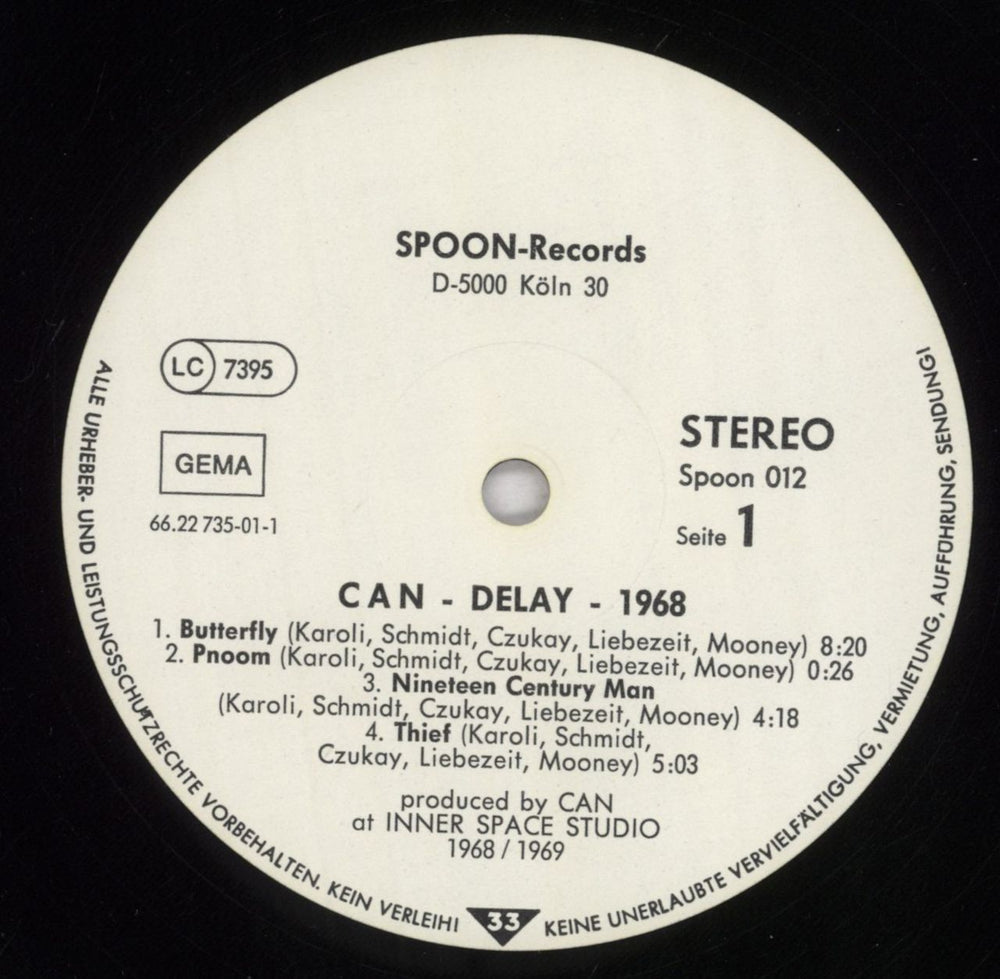 SPOON-Records
D-5000 Köln 30
LC 7395
GEMA
66.22 735-01-1
STEREO
Spoon 012
Seite 1
CAN - DELAY - 1968
1. Butterfly (Karoli, Schmidt, Czukay, Liebezeit, Mooney) 8:20
2. Pnoom (Karoli, Schmidt, Czukay, Liebezeit, Mooney) 0:26
3. Nineteen Century Man
(Karoli, Schmidt, Czukay, Liebezeit, Mooney) 4:18
4. Thief (Karoli, Schmidt,
Czukay, Liebezeit, Mooney) 5:03
produced by CAN
at INNER SPACE STUDIO
1968 / 1969
ALLE URHEBER- UND LEISTUNGSSCHUTZRECHTE VORBEHALTEN. KEIN VERLEIH!
33
KEINE UNERLAUBTE VERVIELFÄLTIGUNG, VERMIETUNG, AUFFÜHRUNG, SENDUNG!